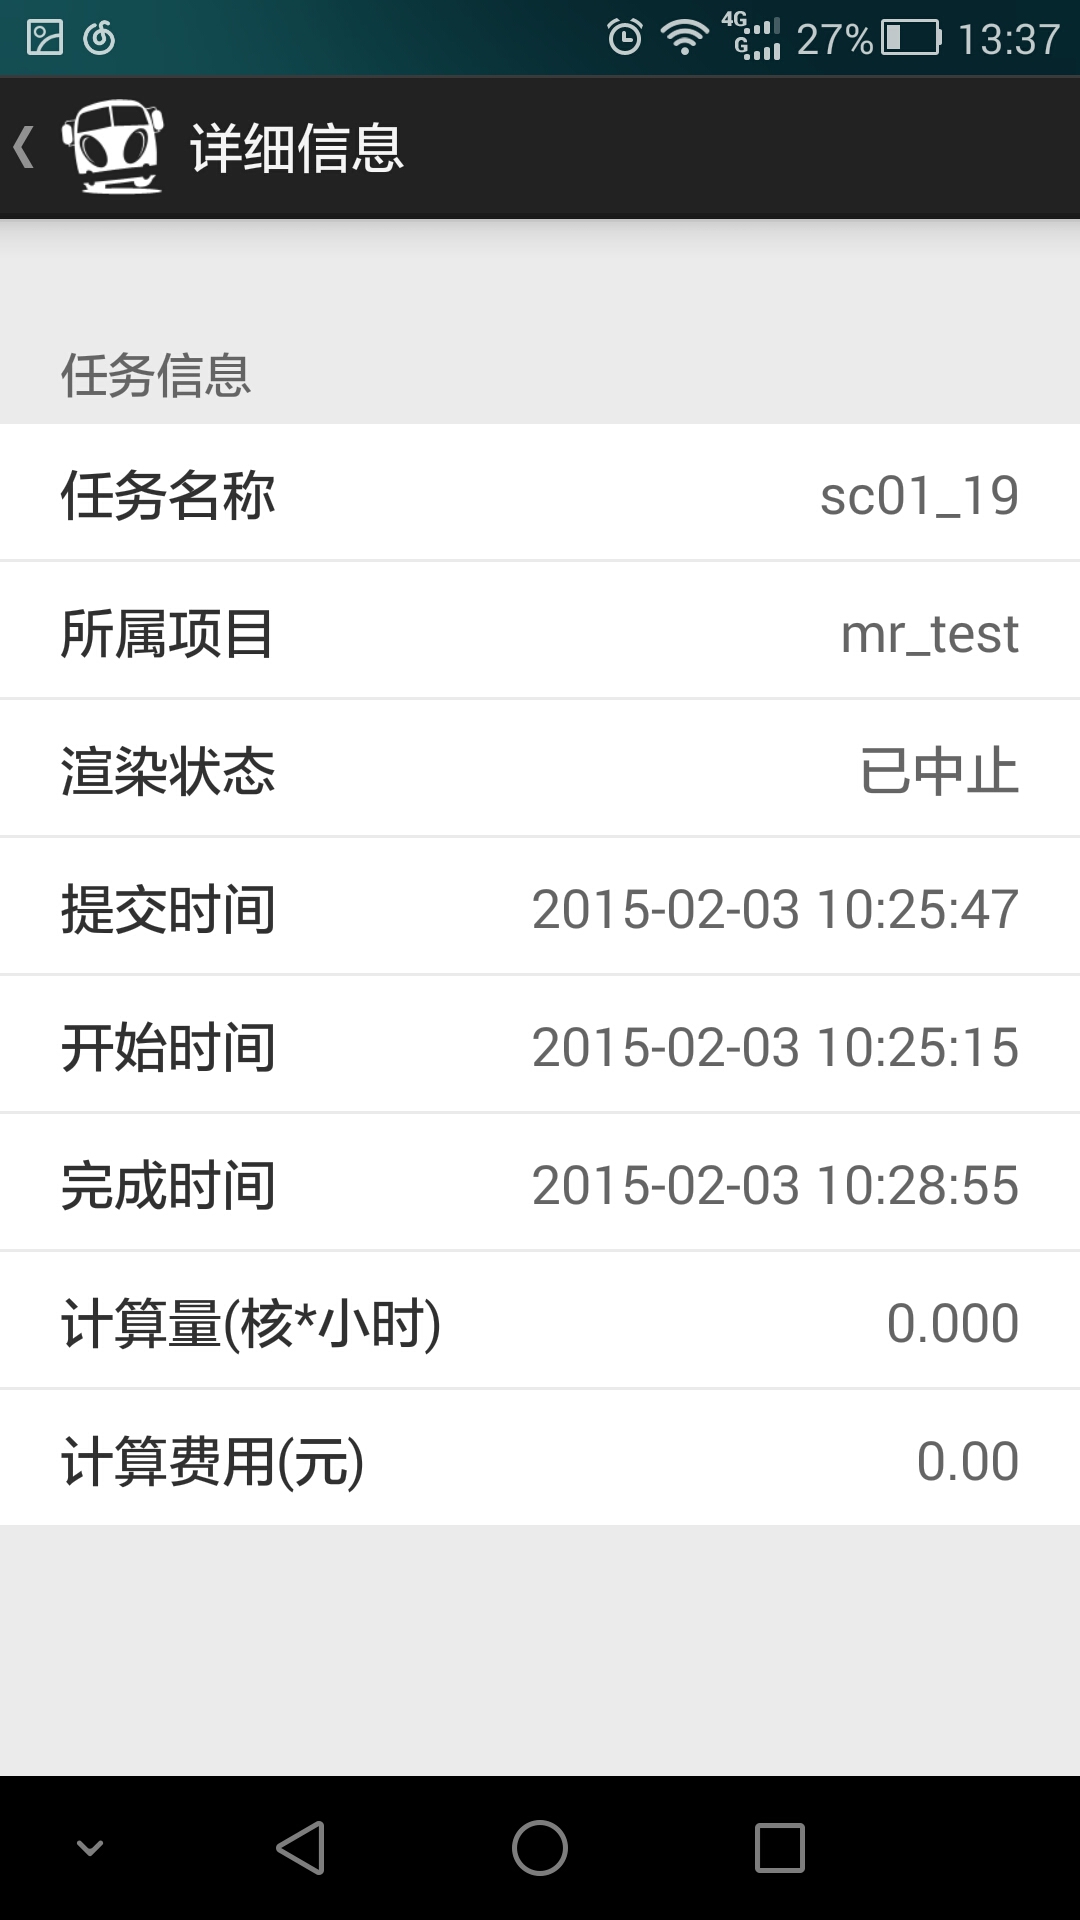 4G G 27% 13:37
详细信息
任务信息
任务名称 sc01_19
所属项目 mr_test
渲染状态 已中止
提交时间 2015-02-03 10:25:47
开始时间 2015-02-03 10:25:15
完成时间 2015-02-03 10:28:55
计算量(核*小时) 0.000
计算费用(元) 0.00